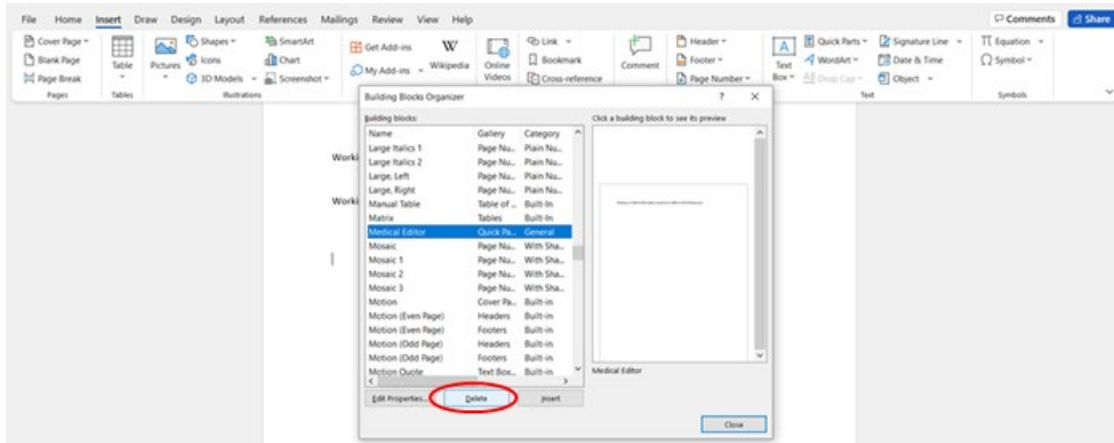 File Home Insert Draw Design Layout References Mailings Review View Help Comments Share
Cover Page
Blank Page
Page Break
Pages
Table
Tables
Pictures
Shapes
Icons
3D Models
SmartArt
Chart
Screenshot
Illustrations
Get Add-ins
My Add-ins
Wikipedia
Online Videos
Link
Bookmark
Cross-reference
Comment
Header
Footer
Page Number
Text Box
Quick Parts
WordArt
Drop Cap
Signature Line
Date & Time
Object
Text
Equation
Symbol
Symbols
Worki
Worki
Building Blocks Organizer ? X
Building blocks: Click a building block to see its preview
Name Gallery Category
Large Italics 1 Page Nu... Plain Nu...
Large Italics 2 Page Nu... Plain Nu...
Large, Left Page Nu... Plain Nu...
Large, Right Page Nu... Plain Nu...
Manual Table Table of ... Built-In
Matrix Tables Built-In
Medical Editor Quick Pa... General
Mosaic Page Nu... With Sha...
Mosaic 1 Page Nu... With Sha...
Mosaic 2 Page Nu... With Sha...
Mosaic 3 Page Nu... With Sha...
Motion Cover Pa... Built-in
Motion (Even Page) Headers Built-in
Motion (Even Page) Footers Built-in
Motion (Odd Page) Headers Built-in
Motion (Odd Page) Footers Built-in
Motion Quote Text Box... Built-in
Medical Editor
Edit Properties... Delete Insert
Close